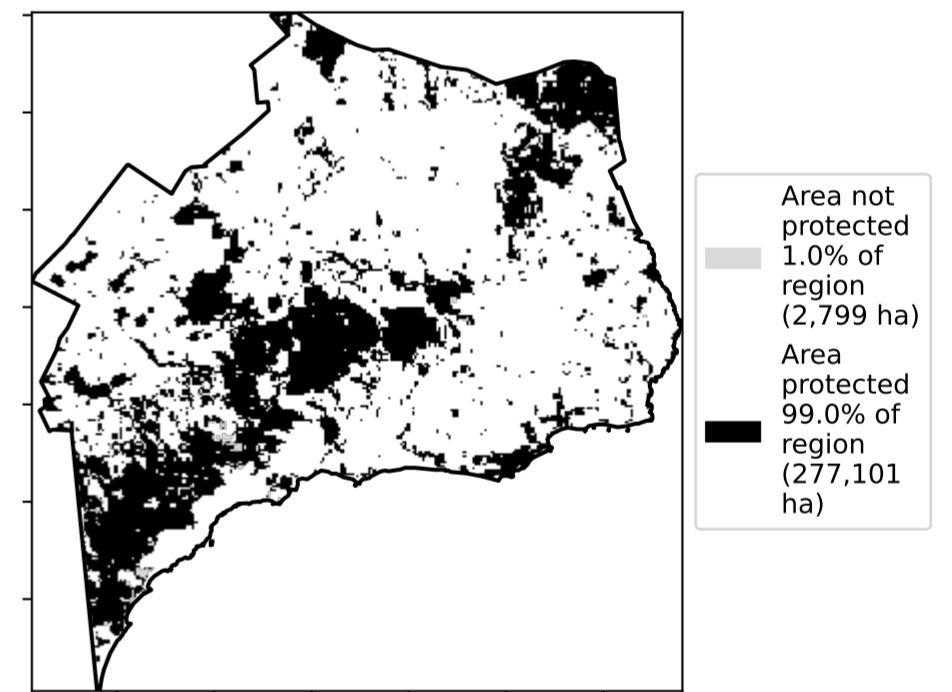 Area not
protected
1.0% of
region
(2,799 ha)
Area
protected
99.0% of
region
(277,101
ha)